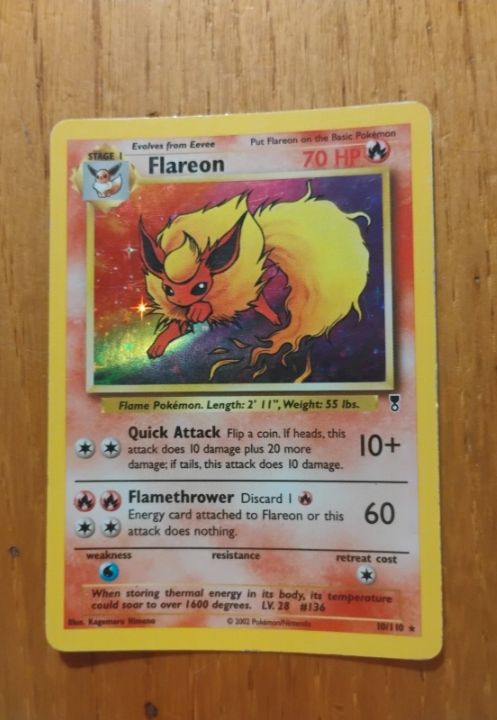 Evolves from Eevee
Put Flareon on the Basic Pokémon
STAGE 1
Flareon
70 HP
Flame Pokémon. Length: 2' 11", Weight: 55 lbs.
Quick Attack Flip a coin. If heads, this
attack does 10 damage plus 20 more
damage; if tails, this attack does 10 damage.
10+
Flamethrower Discard 1
Energy card attached to Flareon or this
attack does nothing.
60
weakness
resistance
retreat cost
When storing thermal energy in its body, its temperature
could soar to over 1600 degrees. LV. 28 #136
Illus. Kagemaru Himeno
© 2002 Pokémon/Nintendo
10/110